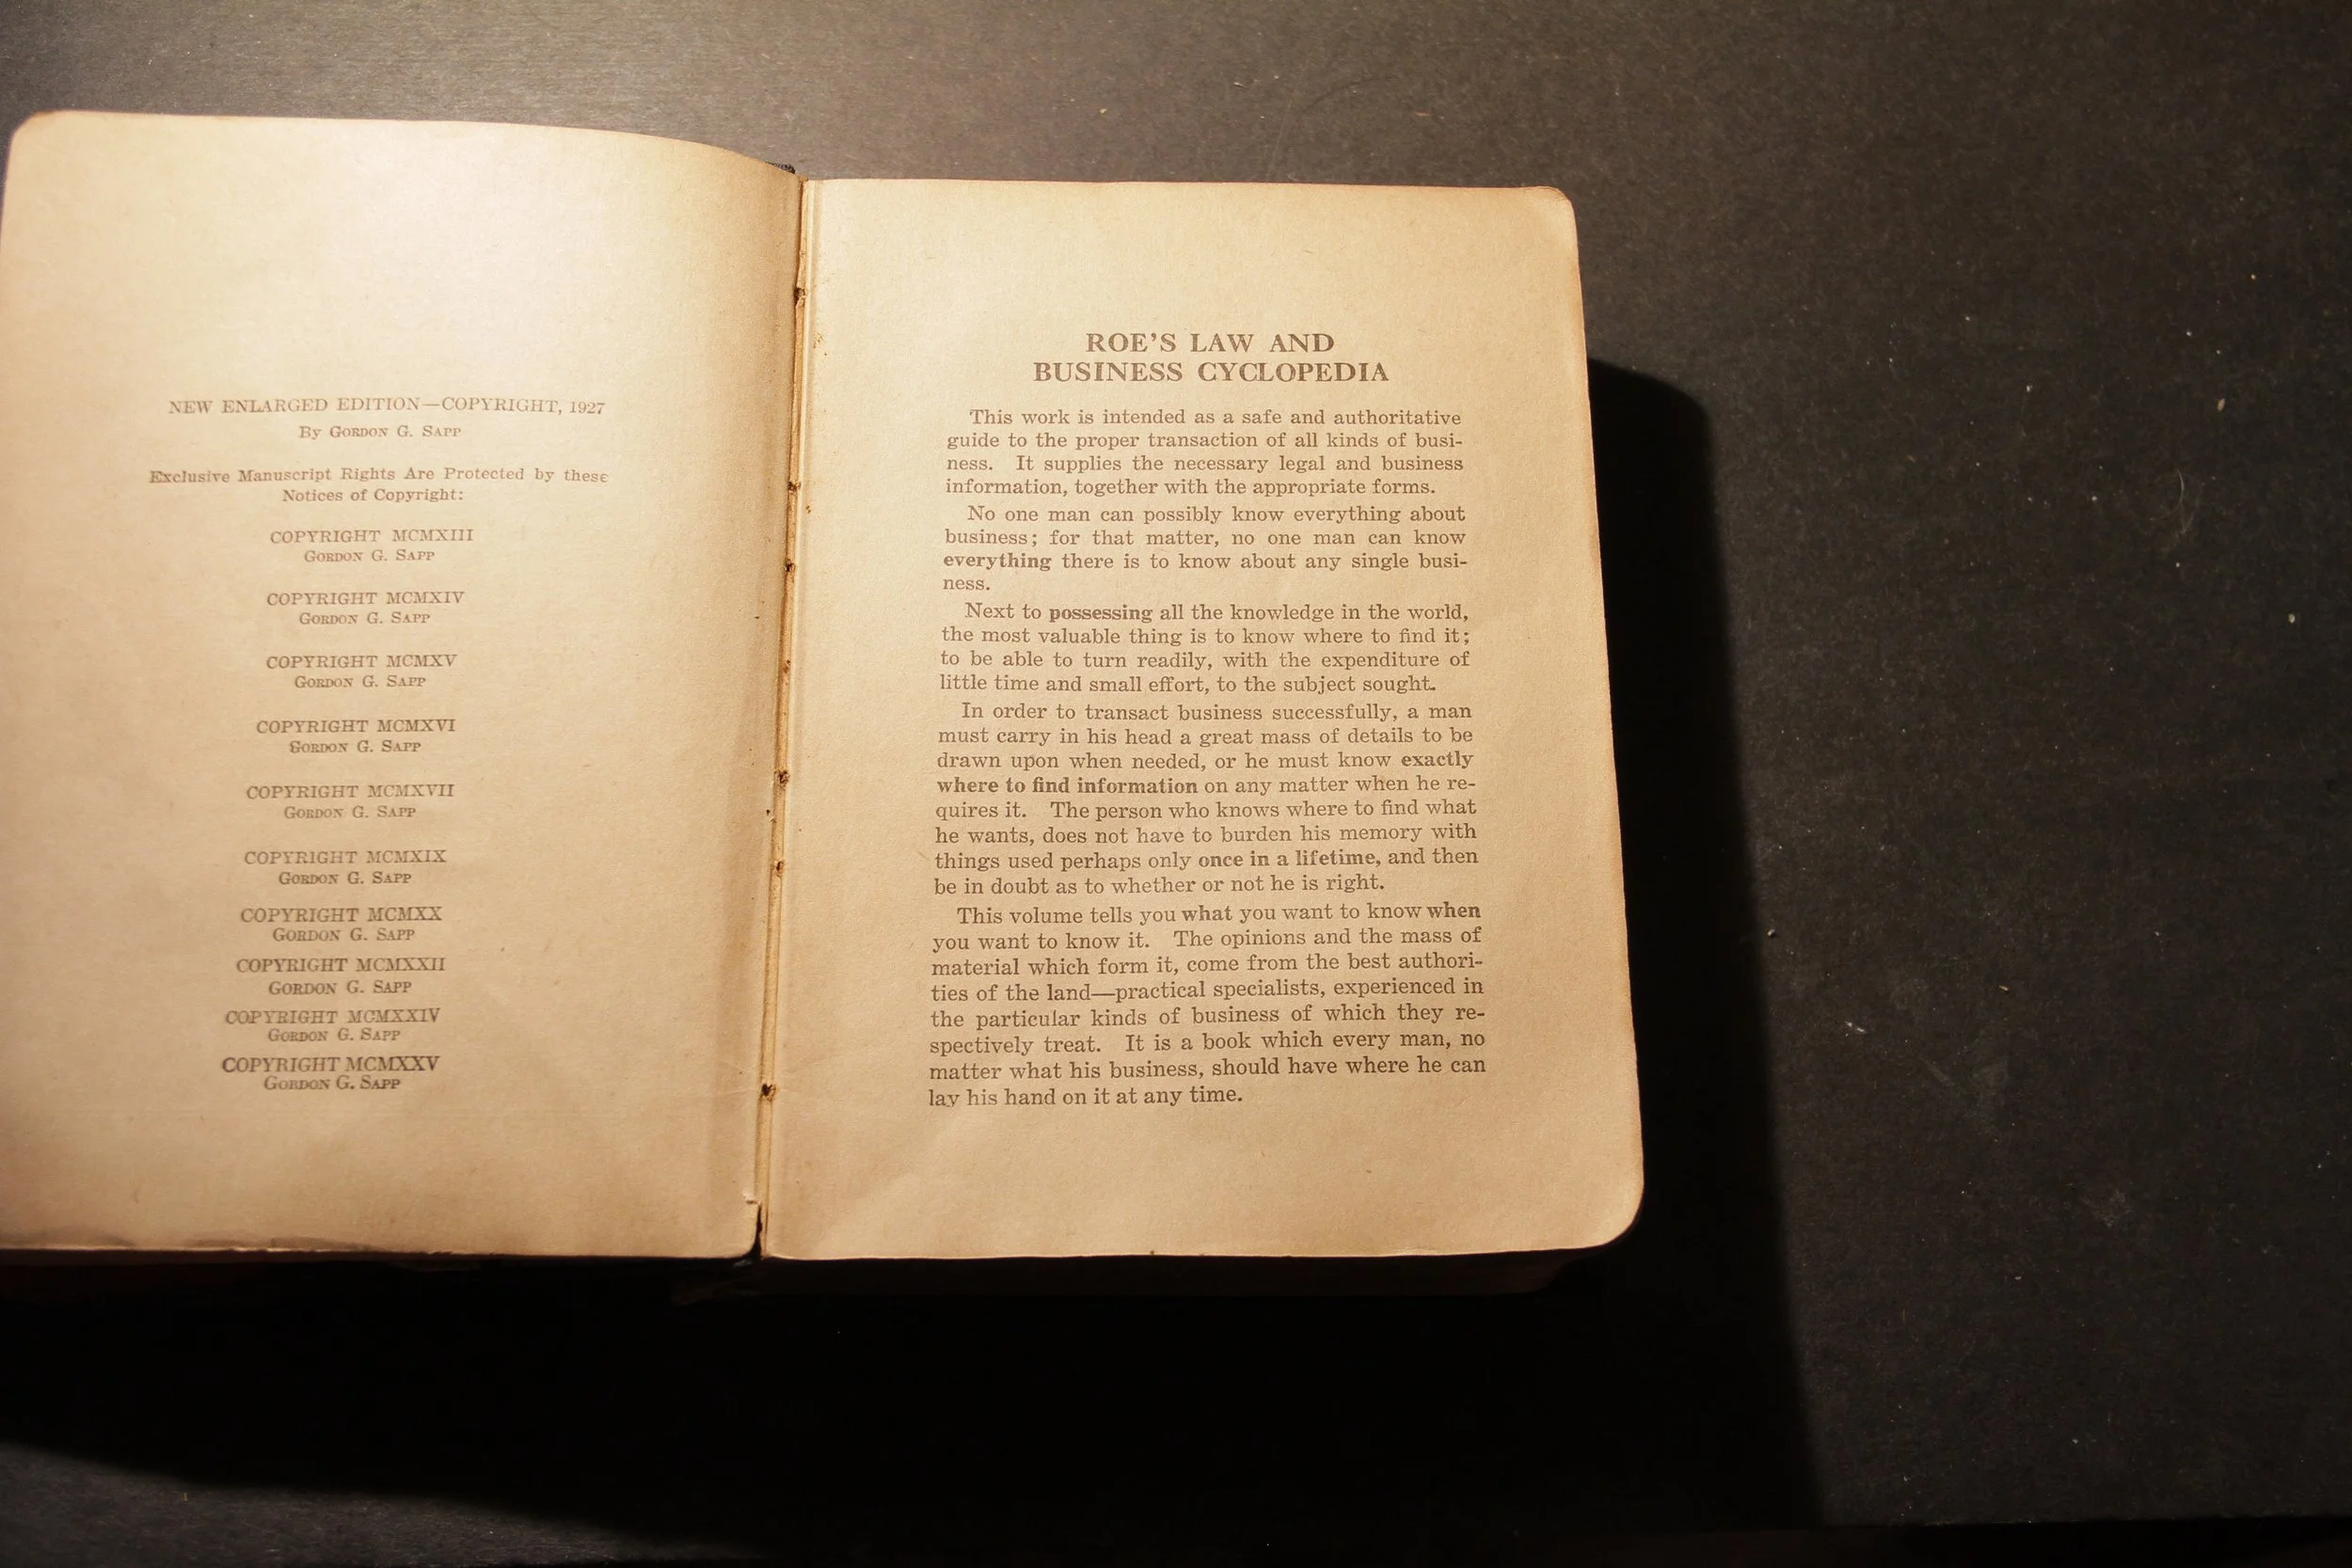 NEW ENLARGED EDITION—COPYRIGHT, 1927
By GORDON G. SAPP
Exclusive Manuscript Rights Are Protected by these
Notices of Copyright:
COPYRIGHT MCMXIII
GORDON G. SAPP
COPYRIGHT MCMXIV
GORDON G. SAPP
COPYRIGHT MCMXV
GORDON G. SAPP
COPYRIGHT MCMXVI
GORDON G. SAPP
COPYRIGHT MCMXVII
GORDON G. SAPP
COPYRIGHT MCMXIX
GORDON G. SAPP
COPYRIGHT MCMXX
GORDON G. SAPP
COPYRIGHT MCMXXII
GORDON G. SAPP
COPYRIGHT MCMXXIV
GORDON G. SAPP
COPYRIGHT MCMXXV
GORDON G. SAPP
ROE'S LAW AND
BUSINESS CYCLOPEDIA
This work is intended as a safe and authoritative
guide to the proper transaction of all kinds of busi-
ness. It supplies the necessary legal and business
information, together with the appropriate forms.
No one man can possibly know everything about
business; for that matter, no one man can know
everything there is to know about any single busi-
ness.
Next to possessing all the knowledge in the world,
the most valuable thing is to know where to find it;
to be able to turn readily, with the expenditure of
little time and small effort, to the subject sought.
In order to transact business successfully, a man
must carry in his head a great mass of details to be
drawn upon when needed, or he must know exactly
where to find information on any matter when he re-
quires it. The person who knows where to find what
he wants, does not have to burden his memory with
things used perhaps only once in a lifetime, and then
be in doubt as to whether or not he is right.
This volume tells you what you want to know when
you want to know it. The opinions and the mass of
material which form it, come from the best authori-
ties of the land—practical specialists, experienced in
the particular kinds of business of which they re-
spectively treat. It is a book which every man, no
matter what his business, should have where he can
lay his hand on it at any time.